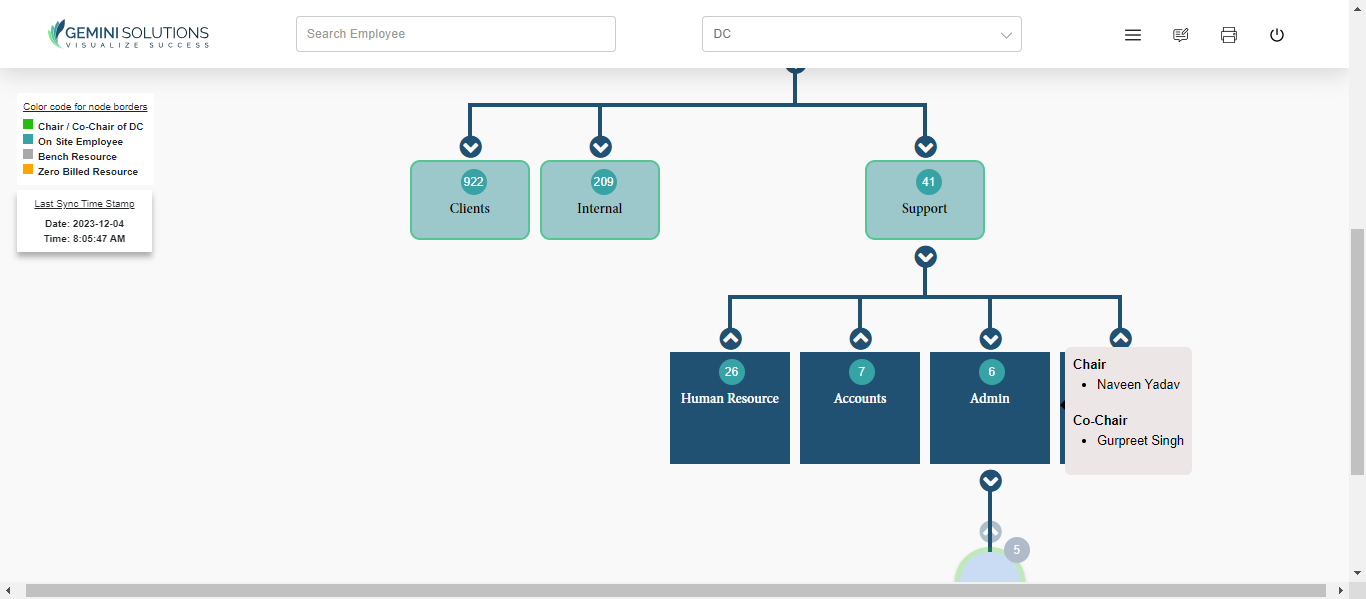 GEMINI SOLUTIONS
VISUALIZE SUCCESS
Search Employee
DC
Color code for node borders
Chair / Co-Chair of DC
On Site Employee
Bench Resource
Zero Billed Resource
Last Sync Time Stamp
Date: 2023-12-04
Time: 8:05:47 AM
922
Clients
209
Internal
41
Support
26
Human Resource
7
Accounts
6
Admin
Chair
• Naveen Yadav
Co-Chair
• Gurpreet Singh
5